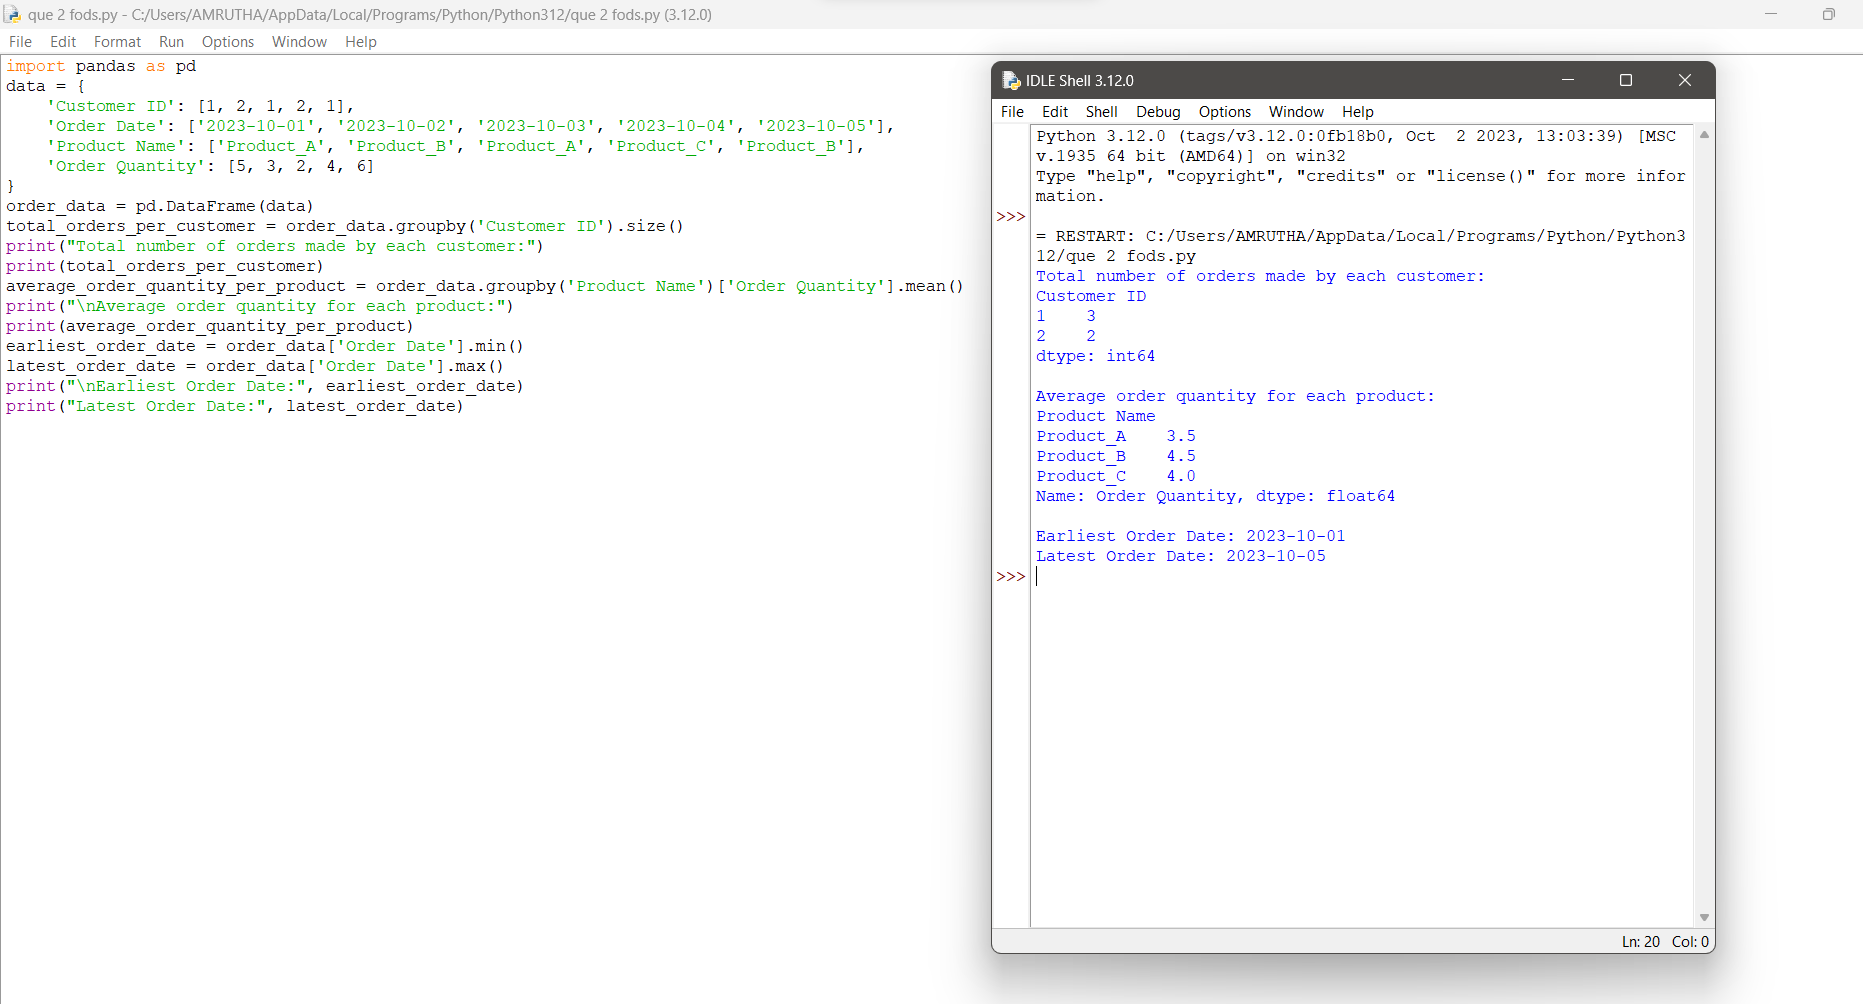 que 2 fods.py - C:/Users/AMRUTHA/AppData/Local/Programs/Python/Python312/que 2 fods.py (3.12.0)
File Edit Format Run Options Window Help
import pandas as pd
data = {
    'Customer ID': [1, 2, 1, 2, 1],
    'Order Date': ['2023-10-01', '2023-10-02', '2023-10-03', '2023-10-04', '2023-10-05'],
    'Product Name': ['Product_A', 'Product_B', 'Product_A', 'Product_C', 'Product_B'],
    'Order Quantity': [5, 3, 2, 4, 6]
}
order_data = pd.DataFrame(data)
total_orders_per_customer = order_data.groupby('Customer ID').size()
print("Total number of orders made by each customer:")
print(total_orders_per_customer)
average_order_quantity_per_product = order_data.groupby('Product Name')['Order Quantity'].mean()
print("\nAverage order quantity for each product:")
print(average_order_quantity_per_product)
earliest_order_date = order_data['Order Date'].min()
latest_order_date = order_data['Order Date'].max()
print("\nEarliest Order Date:", earliest_order_date)
print("Latest Order Date:", latest_order_date)
IDLE Shell 3.12.0
File Edit Shell Debug Options Window Help
Python 3.12.0 (tags/v3.12.0:0fb18b0, Oct  2 2023, 13:03:39) [MSC
v.1935 64 bit (AMD64)] on win32
Type "help", "copyright", "credits" or "license()" for more infor
mation.
>>>
= RESTART: C:/Users/AMRUTHA/AppData/Local/Programs/Python/Python3
12/que 2 fods.py
Total number of orders made by each customer:
Customer ID
1    3
2    2
dtype: int64
Average order quantity for each product:
Product Name
Product_A    3.5
Product_B    4.5
Product_C    4.0
Name: Order Quantity, dtype: float64
Earliest Order Date: 2023-10-01
Latest Order Date: 2023-10-05
>>>
Ln: 20 Col: 0